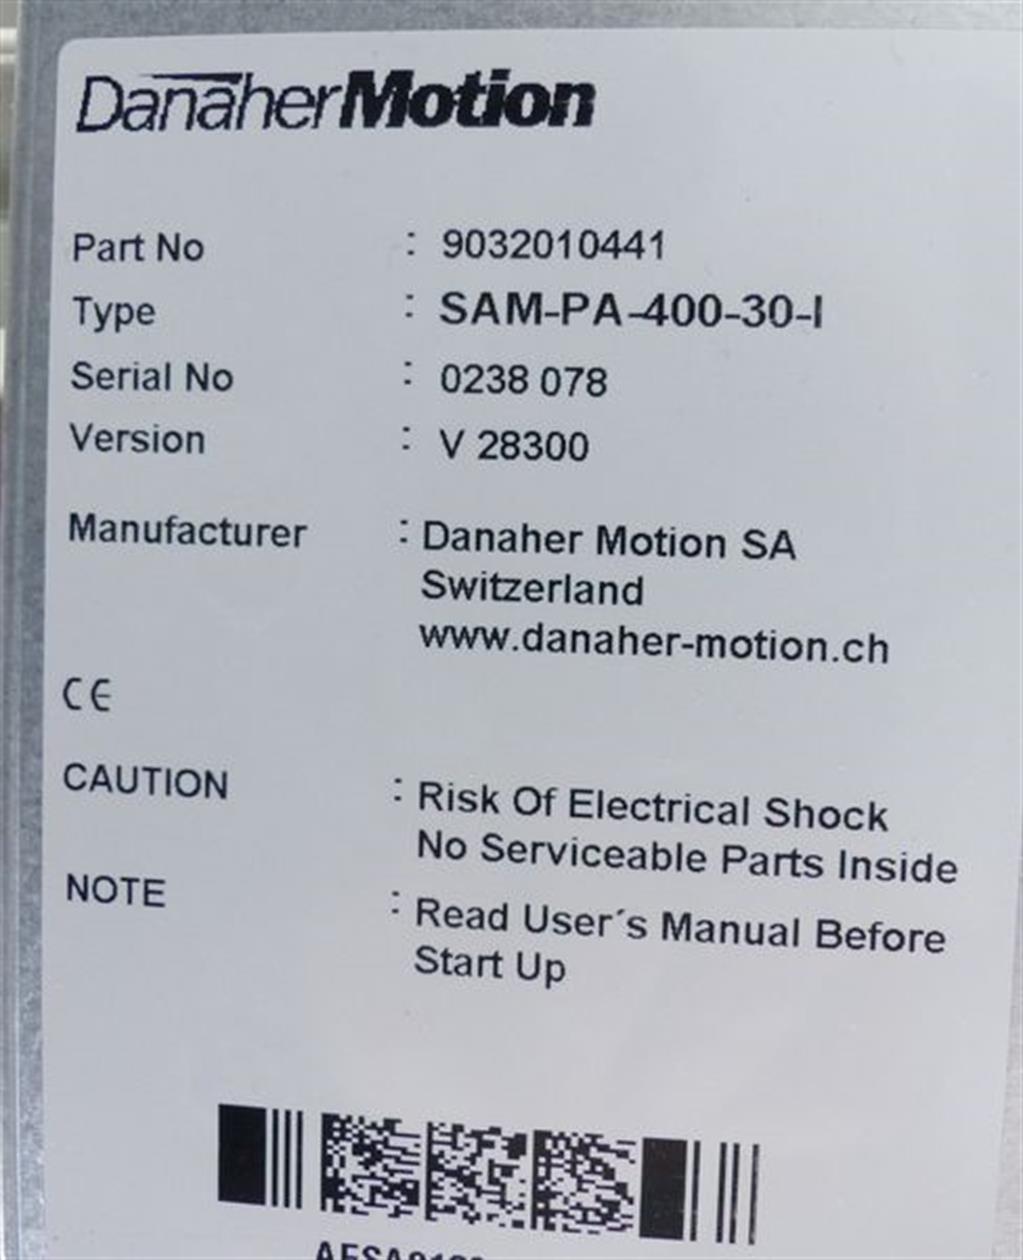 DanaherMotion
Part No : 9032010441
Type : SAM-PA-400-30-I
Serial No : 0238 078
Version : V 28300
Manufacturer : Danaher Motion SA
Switzerland
www.danaher-motion.ch
CE
CAUTION : Risk Of Electrical Shock
No Serviceable Parts Inside
NOTE : Read User´s Manual Before
Start Up